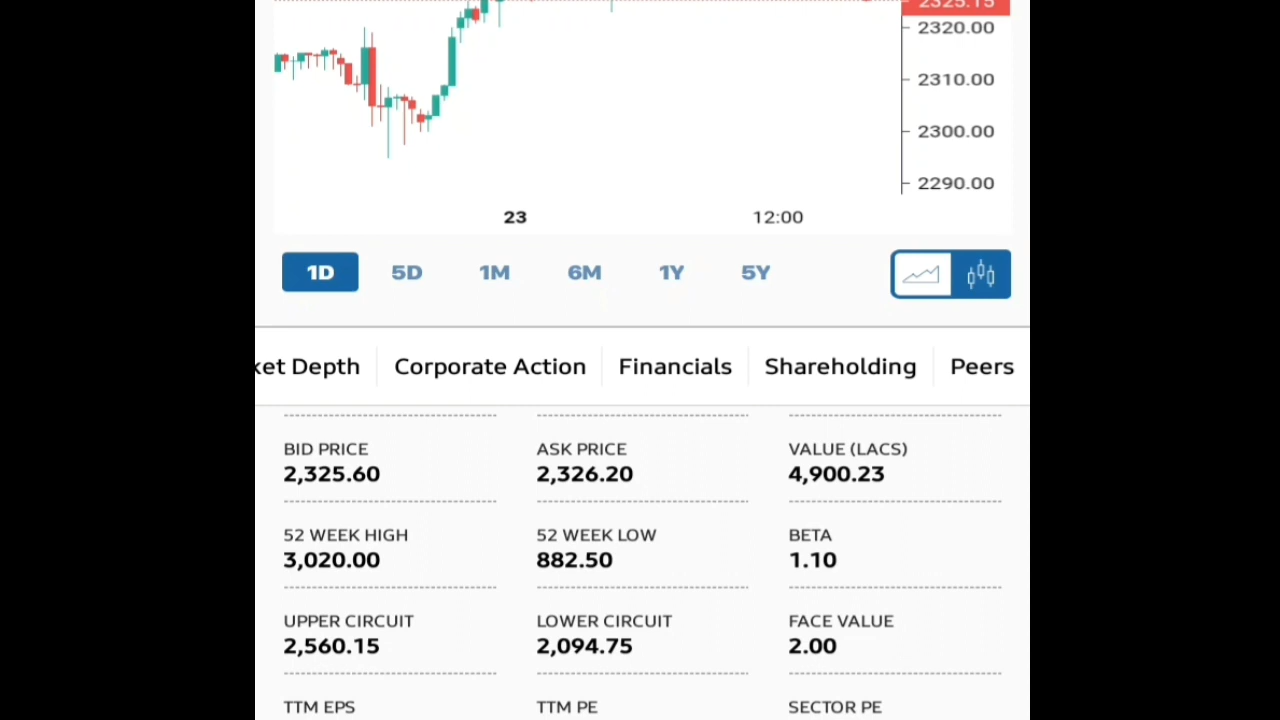 2325.15
2320.00
2310.00
2300.00
2290.00
23 12:00
1D 5D 1M 6M 1Y 5Y
ket Depth Corporate Action Financials Shareholding Peers
BID PRICE ASK PRICE VALUE (LACS)
2,325.60 2,326.20 4,900.23
52 WEEK HIGH 52 WEEK LOW BETA
3,020.00 882.50 1.10
UPPER CIRCUIT LOWER CIRCUIT FACE VALUE
2,560.15 2,094.75 2.00
TTM EPS TTM PE SECTOR PE